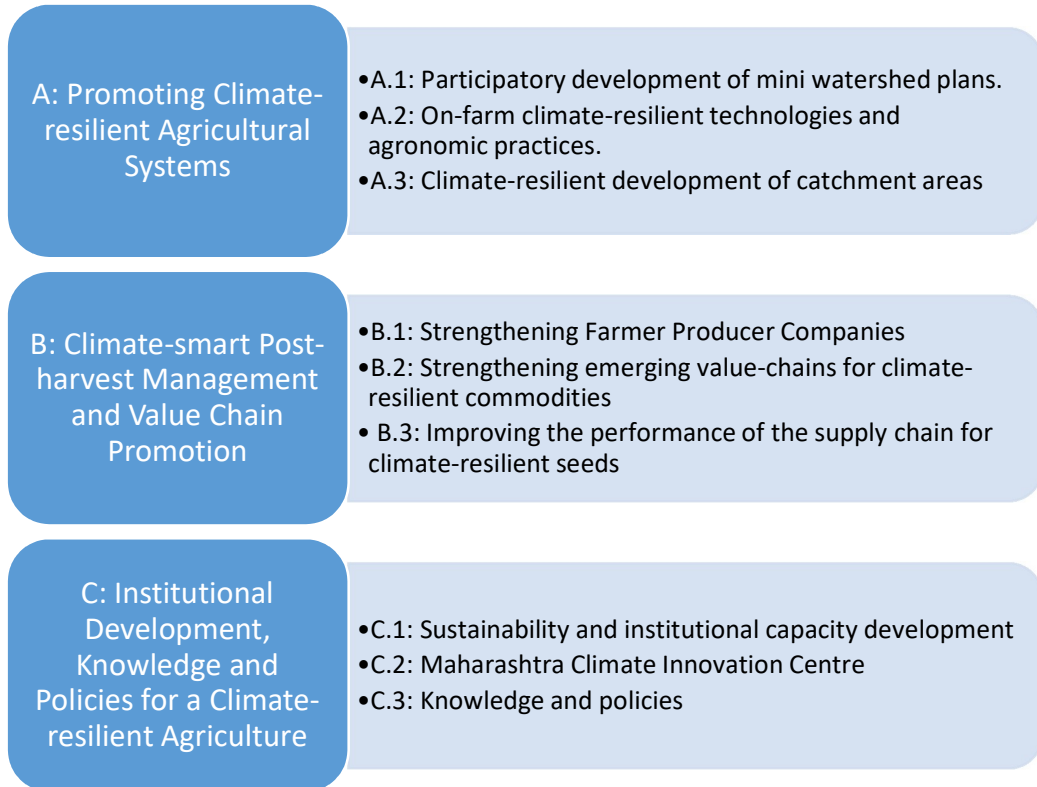 A: Promoting Climate-
resilient Agricultural
Systems
•A.1: Participatory development of mini watershed plans.
•A.2: On-farm climate-resilient technologies and
agronomic practices.
•A.3: Climate-resilient development of catchment areas
B: Climate-smart Post-
harvest Management
and Value Chain
Promotion
•B.1: Strengthening Farmer Producer Companies
•B.2: Strengthening emerging value-chains for climate-
resilient commodities
• B.3: Improving the performance of the supply chain for
climate-resilient seeds
C: Institutional
Development,
Knowledge and
Policies for a Climate-
resilient Agriculture
•C.1: Sustainability and institutional capacity development
•C.2: Maharashtra Climate Innovation Centre
•C.3: Knowledge and policies